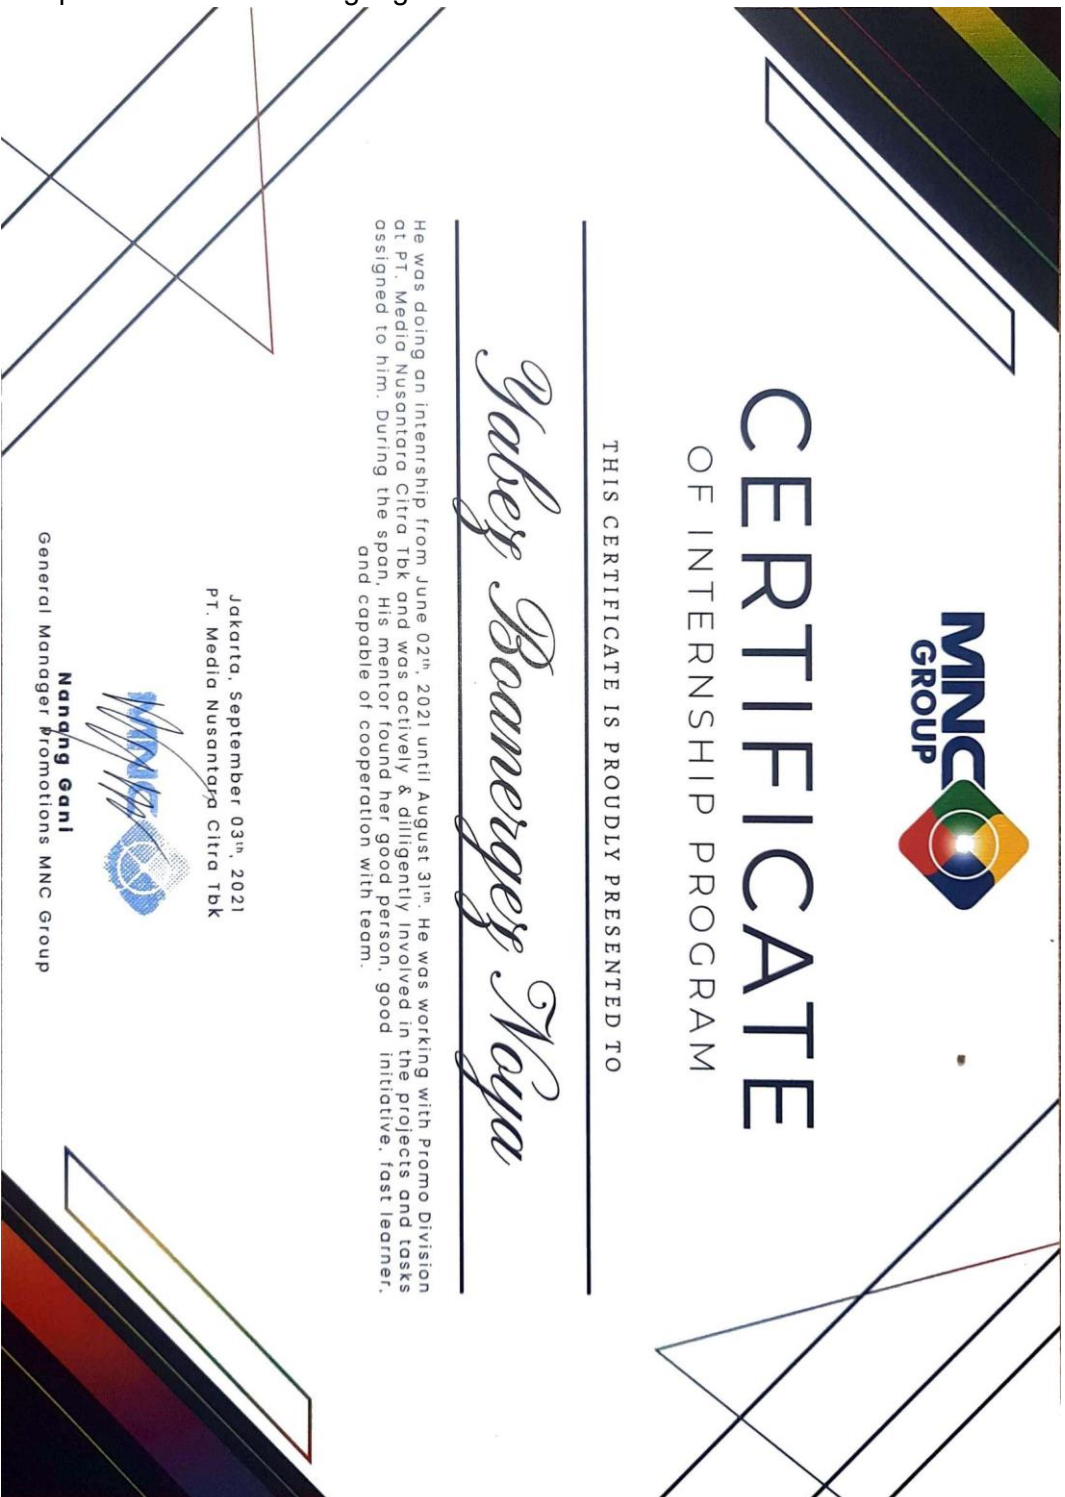 MNC
GROUP
CERTIFICATE
OF INTERNSHIP PROGRAM
THIS CERTIFICATE IS PROUDLY PRESENTED TO
Yabez Boanergez Noya
He was doing an intenrship from June 02th, 2021 until August 31th. He was working with Promo Division
at PT. Media Nusantara Citra Tbk and was actively & dilligently Involved in the projects and tasks
assigned to him. During the span, His mentor found her good person, good initiative, fast learner,
and capable of cooperation with team.
Jakarta, September 03th, 2021
PT. Media Nusantara Citra Tbk
MNC
Nanang Gani
General Manager Promotions MNC Group